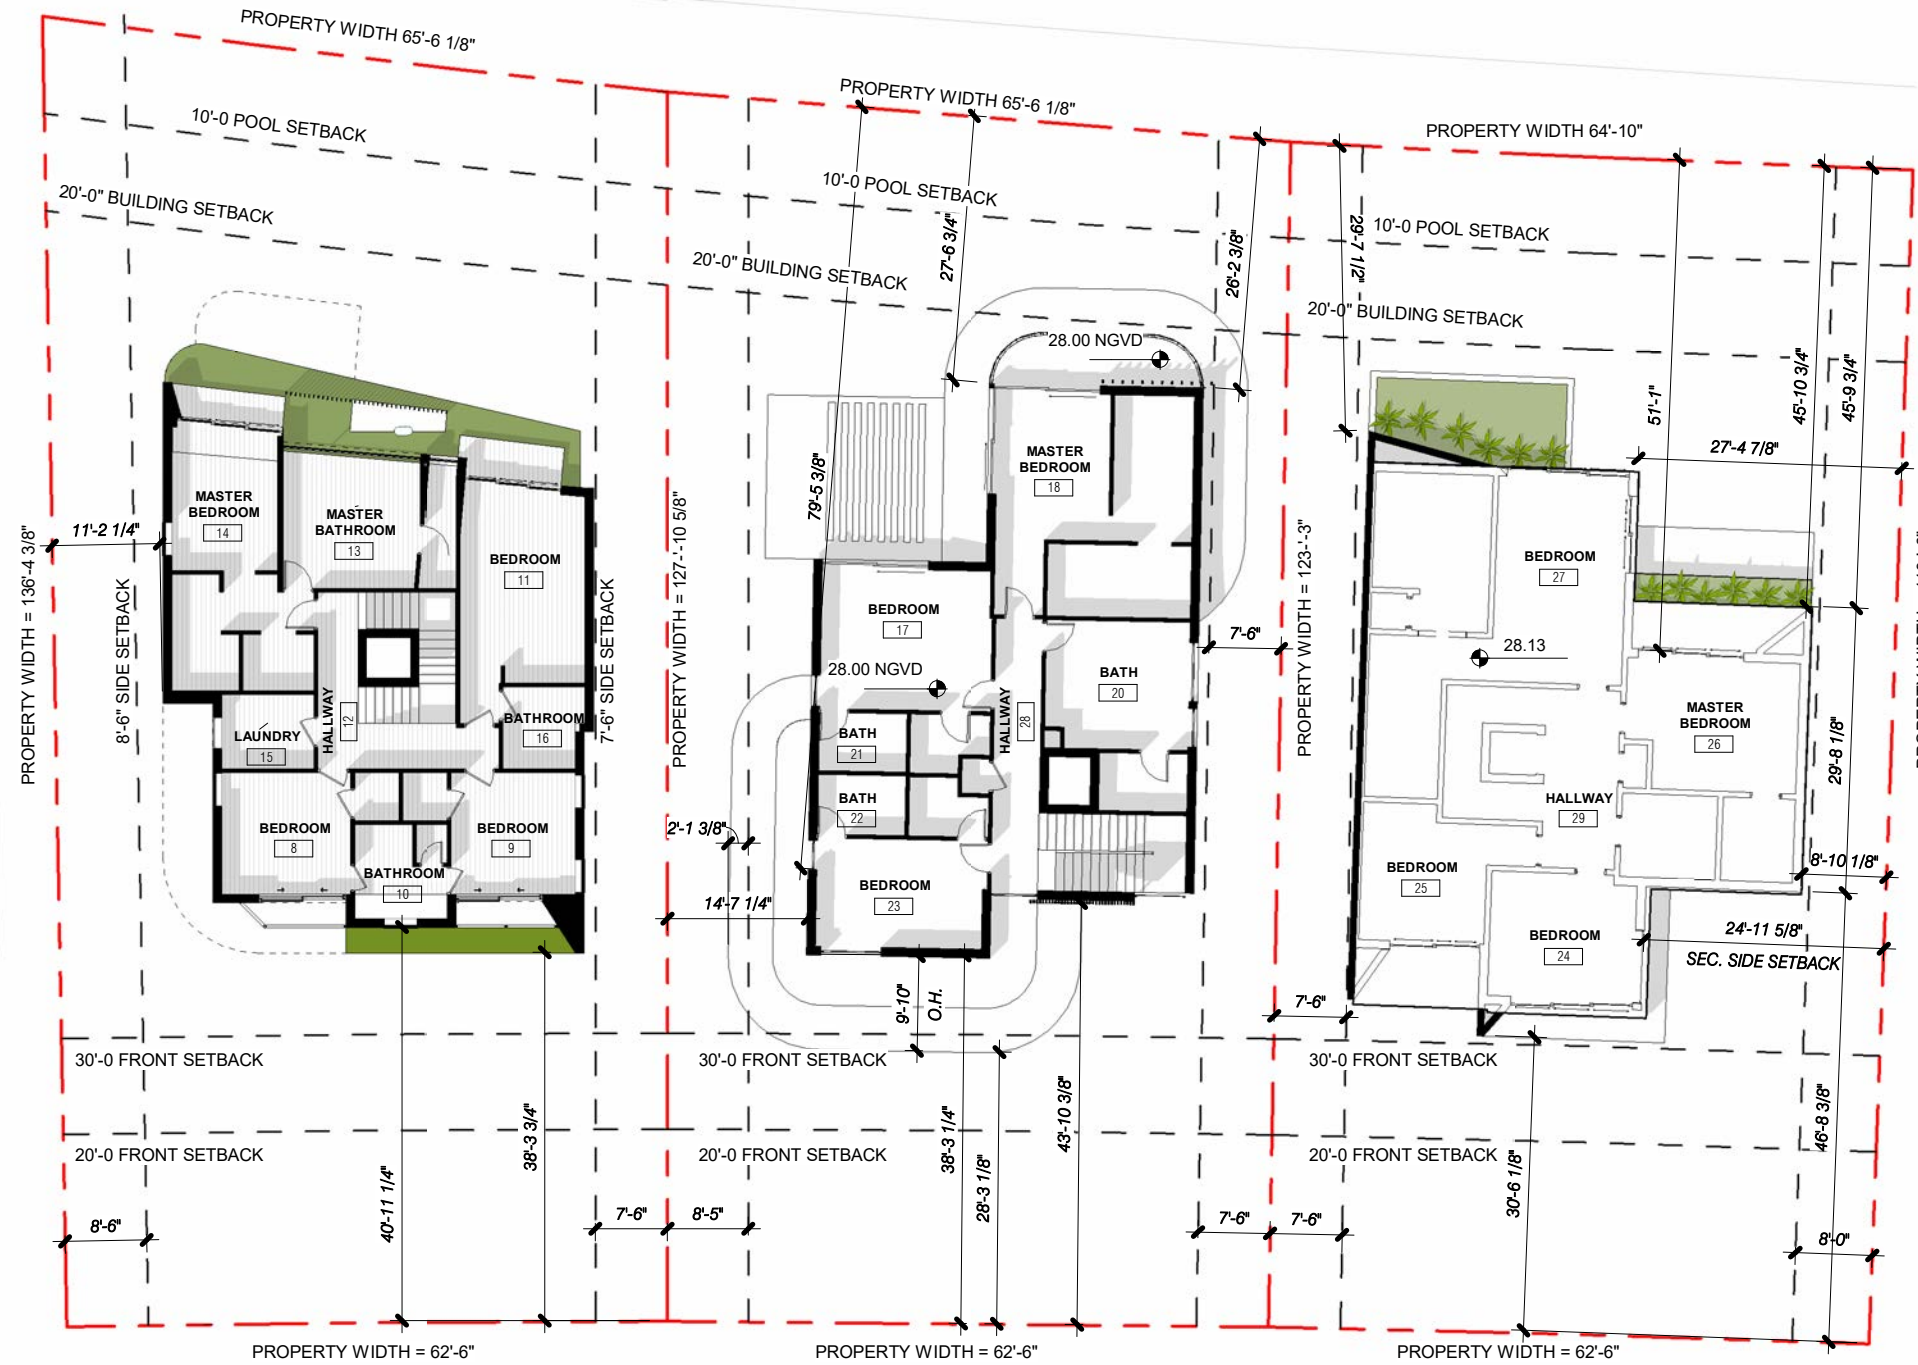 PROPERTY WIDTH 65'-6 1/8"
PROPERTY WIDTH 65'-6 1/8"
PROPERTY WIDTH 64'-10"
10'-0 POOL SETBACK
10'-0 POOL SETBACK
10'-0" POOL SETBACK
20'-0" BUILDING SETBACK
20'-0" BUILDING SETBACK
20'-0" BUILDING SETBACK
27'-6 3/4"
26'-2 3/8"
29'-7 1/2"
51'-1"
45'-10 3/4"
45'-9 3/4"
27'-4 7/8"
PROPERTY WIDTH = 136'-4 3/8"
11'-2 1/4"
8'-6" SIDE SETBACK
MASTER
BEDROOM
14
MASTER
BATHROOM
13
BEDROOM
11
HALLWAY
12
LAUNDRY
15
BATHROOM
16
BEDROOM
8
BATHROOM
10
BEDROOM
9
7'-6" SIDE SETBACK
PROPERTY WIDTH = 127'-'-10 5/8"
28.00 NGVD
79'-5 3/8"
MASTER
BEDROOM
18
BEDROOM
17
28.00 NGVD
HALLWAY
28
BATH
20
BATH
21
BATH
22
BEDROOM
23
7'-6"
2'-1 3/8"
14'-7 1/4"
9'-10"
O.H.
PROPERTY WIDTH = 123'-'-3"
BEDROOM
27
28.13
MASTER
BEDROOM
26
HALLWAY
29
BEDROOM
25
BEDROOM
24
29'-8 1/8"
8'-10 1/8"
24'-11 5/8"
SEC. SIDE SETBACK
7'-6"
30'-0 FRONT SETBACK
30'-0 FRONT SETBACK
30'-0 FRONT SETBACK
20'-0 FRONT SETBACK
20'-0 FRONT SETBACK
20'-0 FRONT SETBACK
40'-11 1/4"
38'-3 3/4"
38'-3 1/4"
28'-3 1/8"
43'-10 3/8"
30'-6 1/8"
46'-8 3/8"
8'-6"
7'-6"
8'-5"
7'-6"
7'-6"
8'-0"
PROPERTY WIDTH = 62'-6"
PROPERTY WIDTH = 62'-6"
PROPERTY WIDTH = 62'-6"